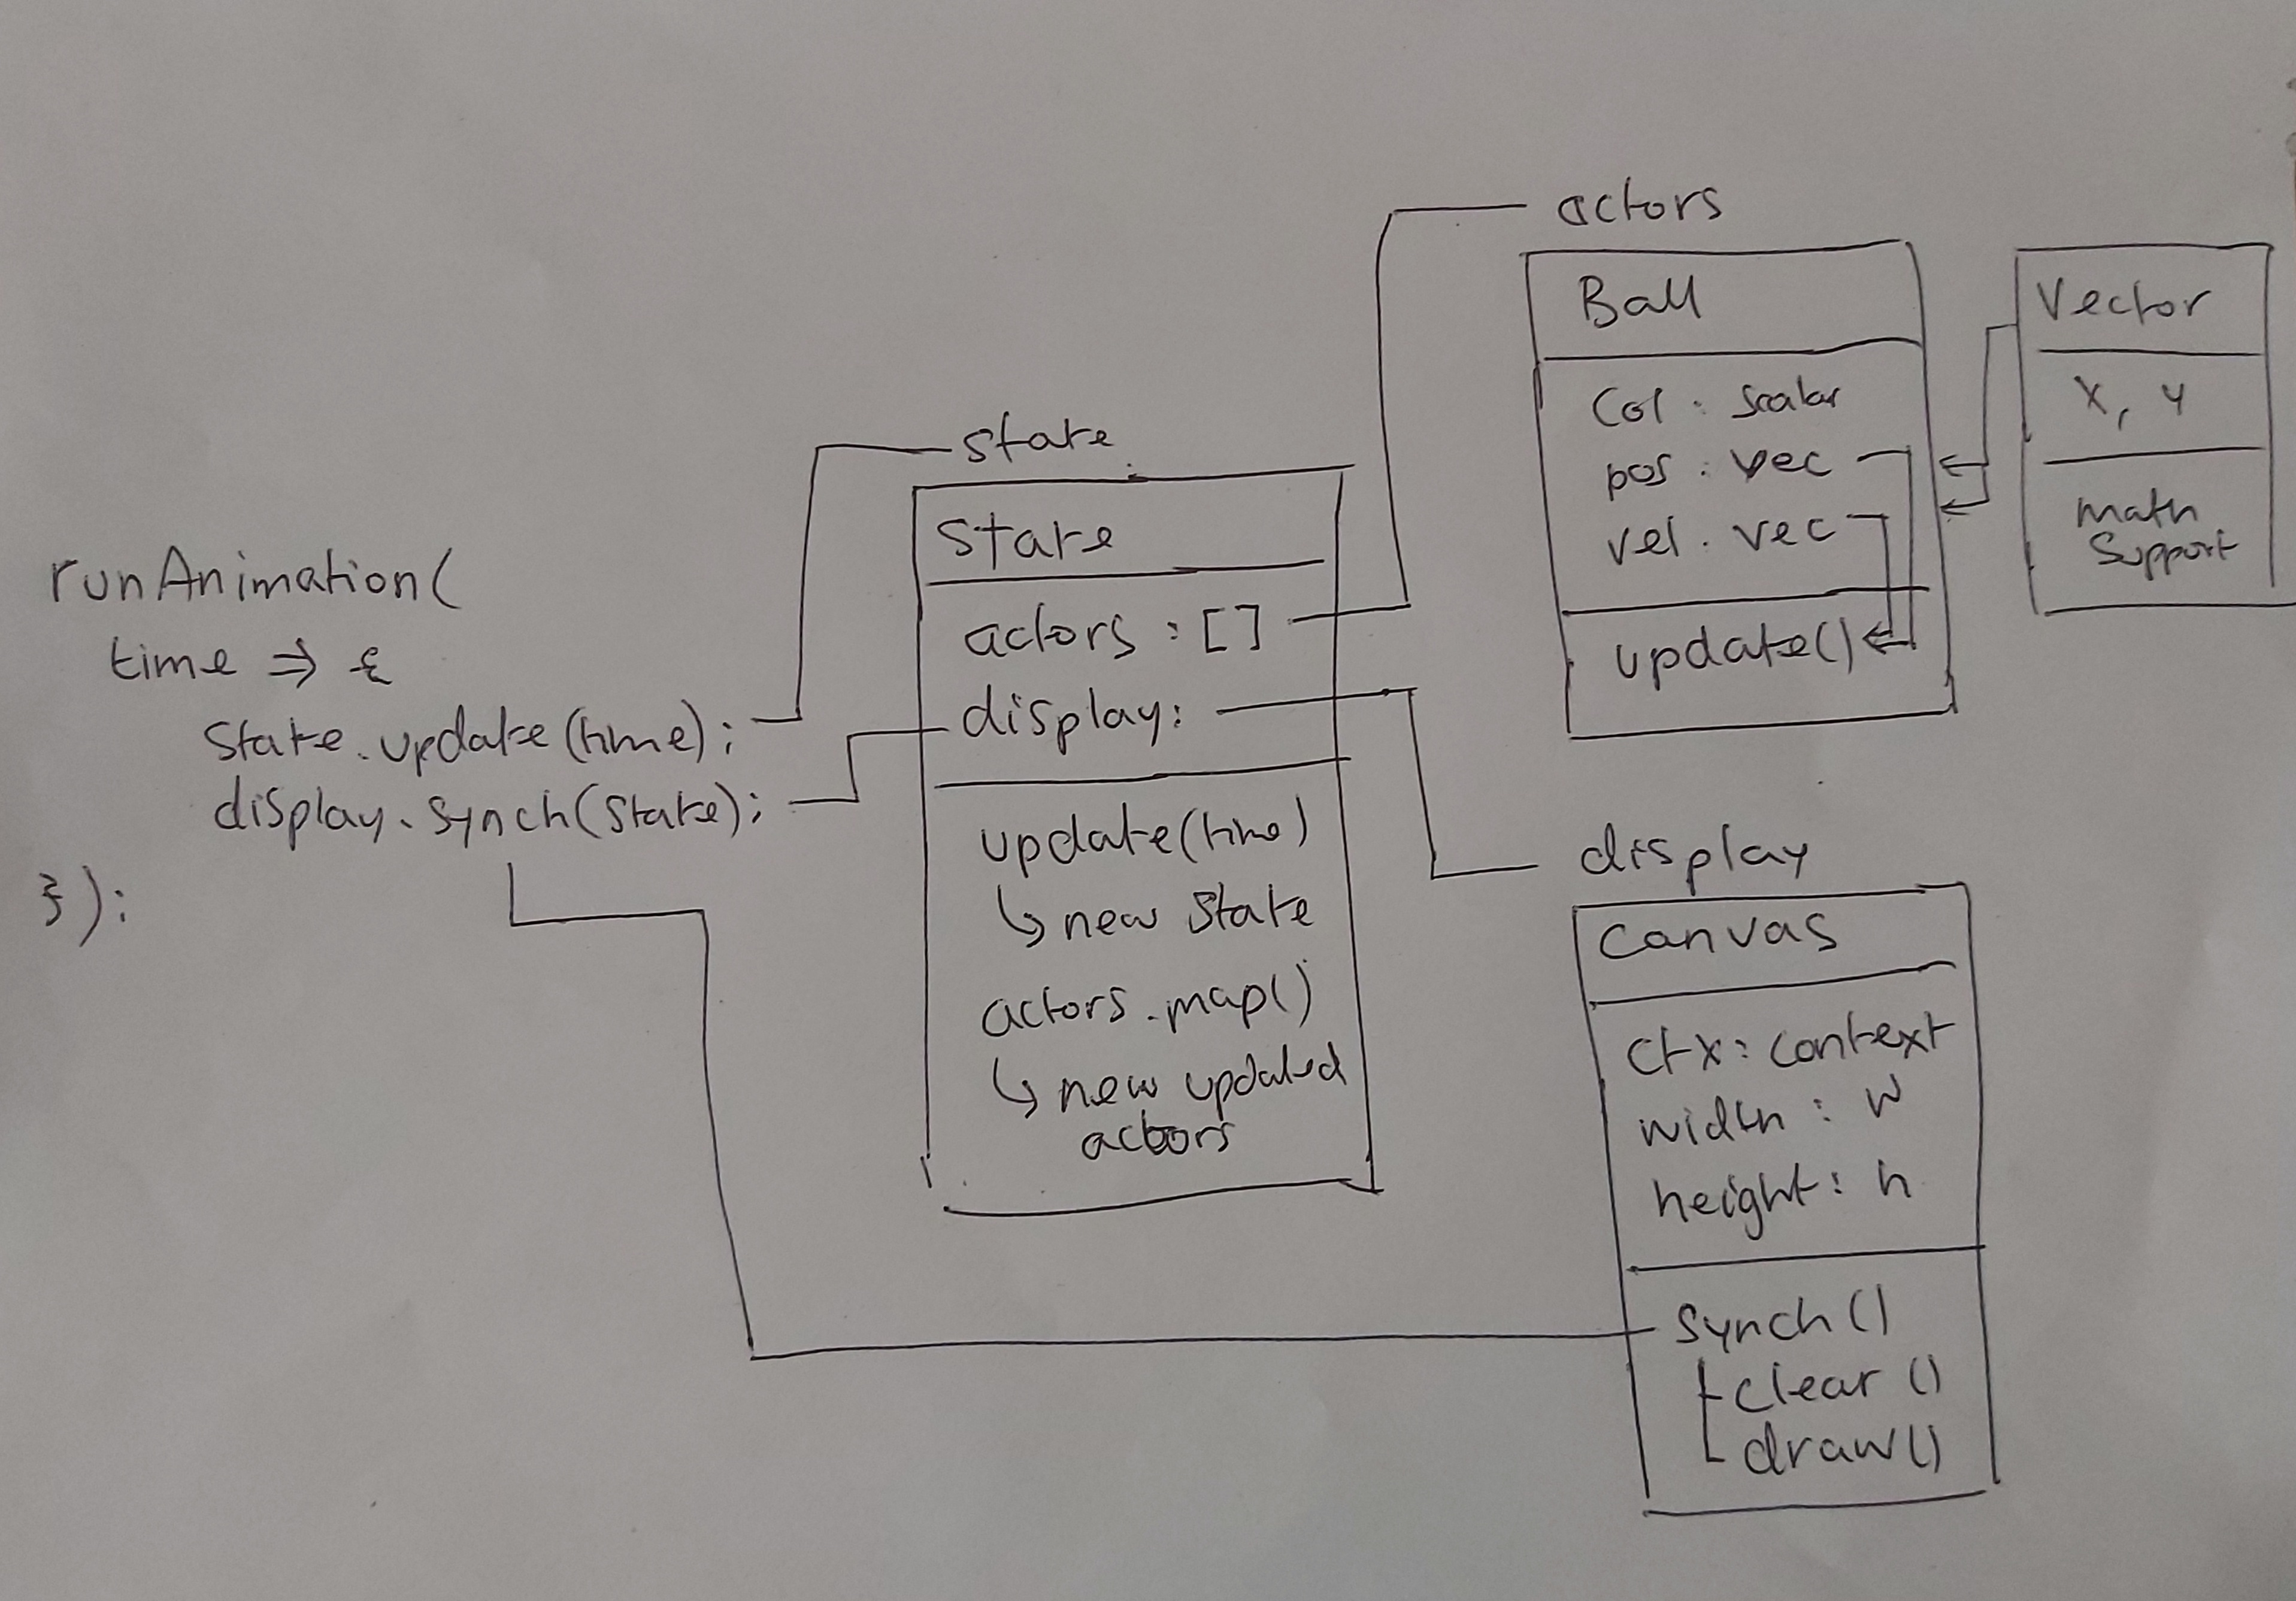 runAnimation(
time => {
State.update(time);
display.synch(State);
});
state
State
actors : []
display:
update(time)
↳ new State
actors.map()
↳ new updated
actors
actors
Ball
Col : Scalar
pos : vec
vel : vec
update()
Vector
X, Y
Math
Support
display
Canvas
ctx: context
width : W
height : h
Synch()
clear()
draw()